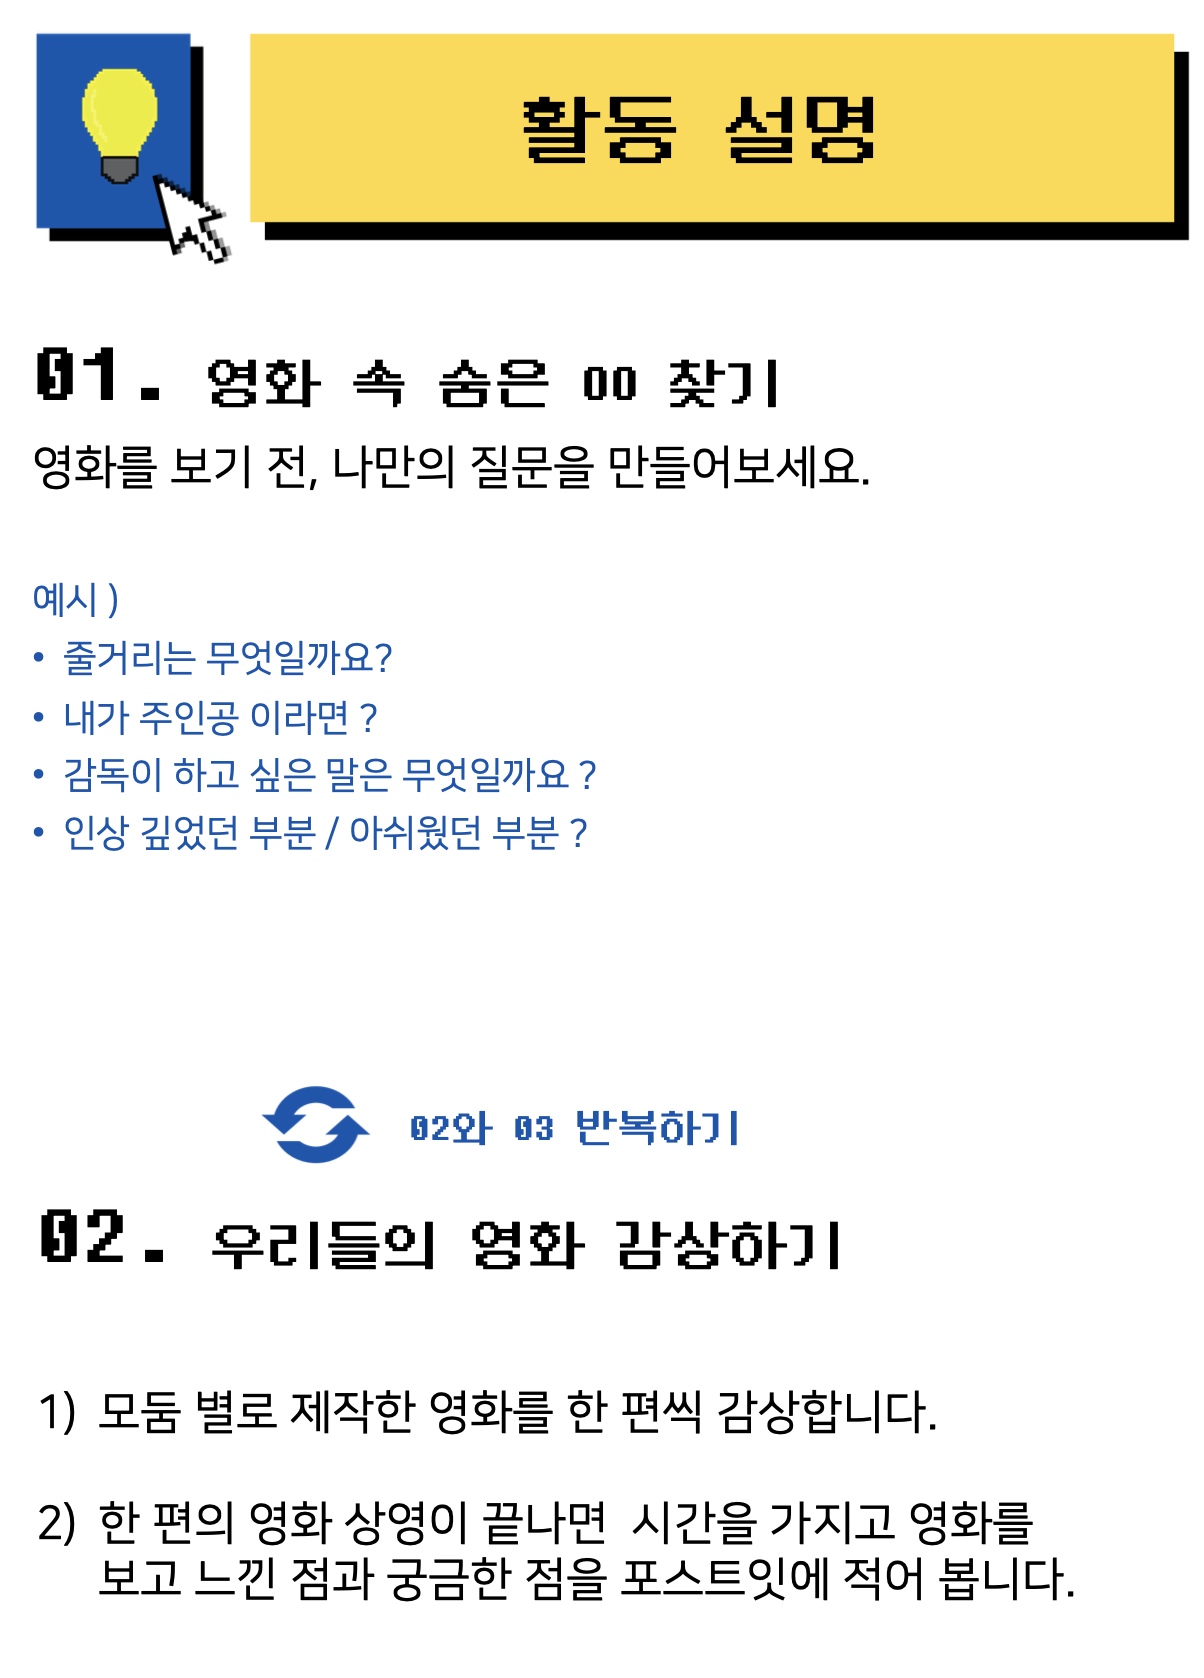 활동 설명
01. 영화 속 숨은 00 찾기
영화를 보기 전, 나만의 질문을 만들어보세요.
예시 )
• 줄거리는 무엇일까요?
• 내가 주인공 이라면 ?
• 감독이 하고 싶은 말은 무엇일까요 ?
• 인상 깊었던 부분 / 아쉬웠던 부분 ?
02와 03 반복하기
02. 우리들의 영화 감상하기
1) 모둠 별로 제작한 영화를 한 편씩 감상합니다.
2) 한 편의 영화 상영이 끝나면  시간을 가지고 영화를
보고 느낀 점과 궁금한 점을 포스트잇에 적어 봅니다.